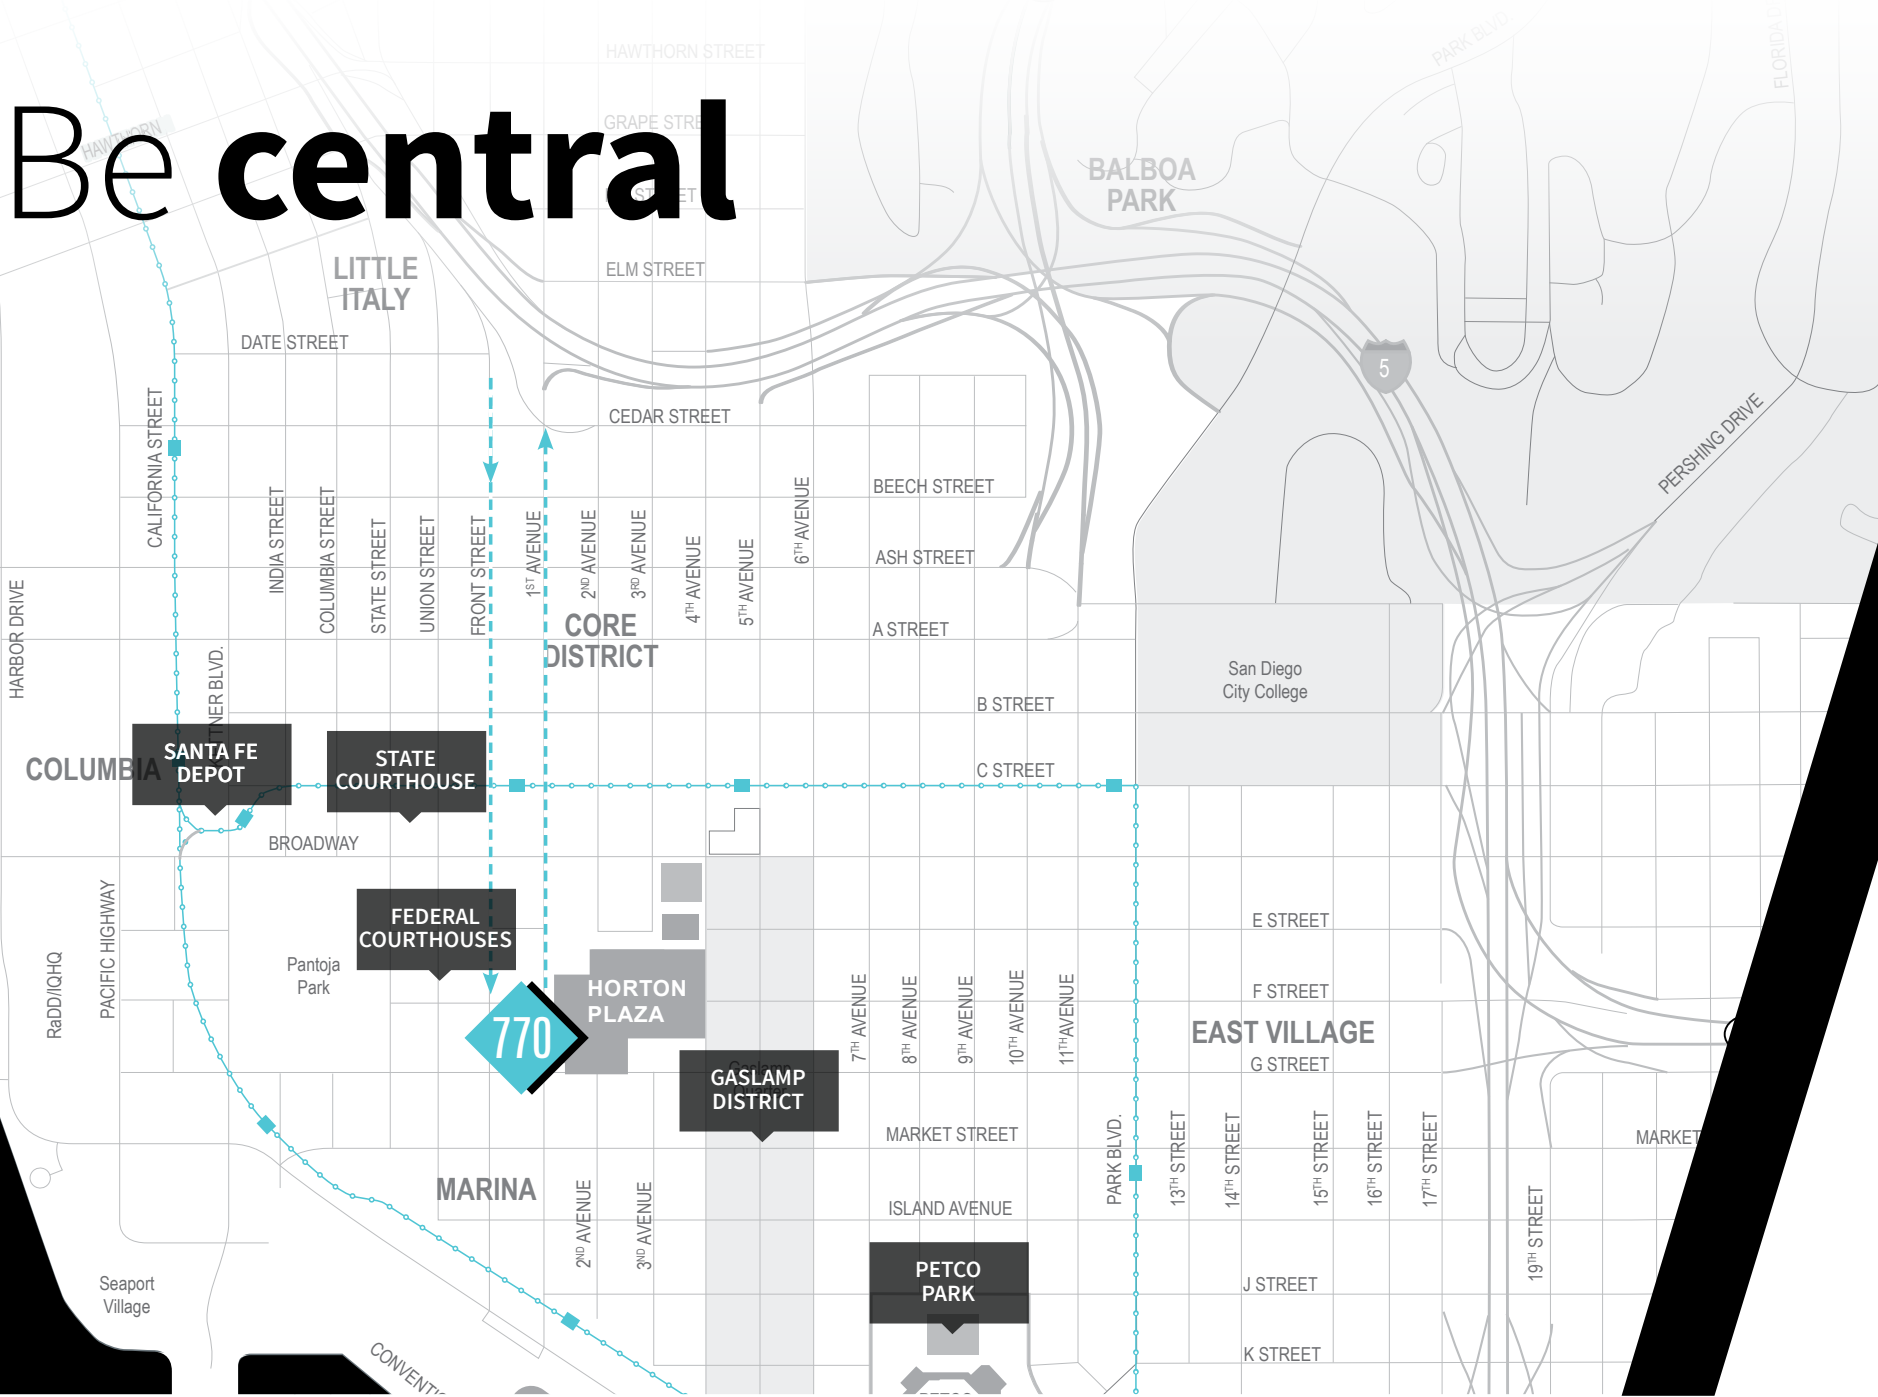 HAWTHORN STREET
PARK BLVD.
Be central
HAWTHORN
BALBOA
PARK
LITTLE
ITALY
ELM STREET
DATE STREET
5
CEDAR STREET
CALIFORNIA STREET
PERSHING DRIVE
BEECH STREET
INDIA STREET
COLUMBIA STREET
STATE STREET
UNION STREET
FRONT STREET
1ST AVENUE
2ND AVENUE
3RD AVENUE
4TH AVENUE
5TH AVENUE
6TH AVENUE
ASH STREET
HARBOR DRIVE
CORE
DISTRICT
A STREET
San Diego
City College
B STREET
COLUMBIA
SANTA FE
DEPOT
STATE
COURTHOUSE
C STREET
BROADWAY
PACIFIC HIGHWAY
RaDD/IQHQ
FEDERAL
COURTHOUSES
E STREET
Pantoja
Park
HORTON
PLAZA
770
7TH AVENUE
8TH AVENUE
9TH AVENUE
10TH AVENUE
11TH AVENUE
F STREET
EAST VILLAGE
G STREET
GASLAMP
DISTRICT
MARKET STREET
PARK BLVD.
13TH STREET
14TH STREET
15TH STREET
16TH STREET
17TH STREET
19TH STREET
MARKET
MARINA
2ND AVENUE
3RD AVENUE
ISLAND AVENUE
PETCO
PARK
Seaport
Village
J STREET
K STREET